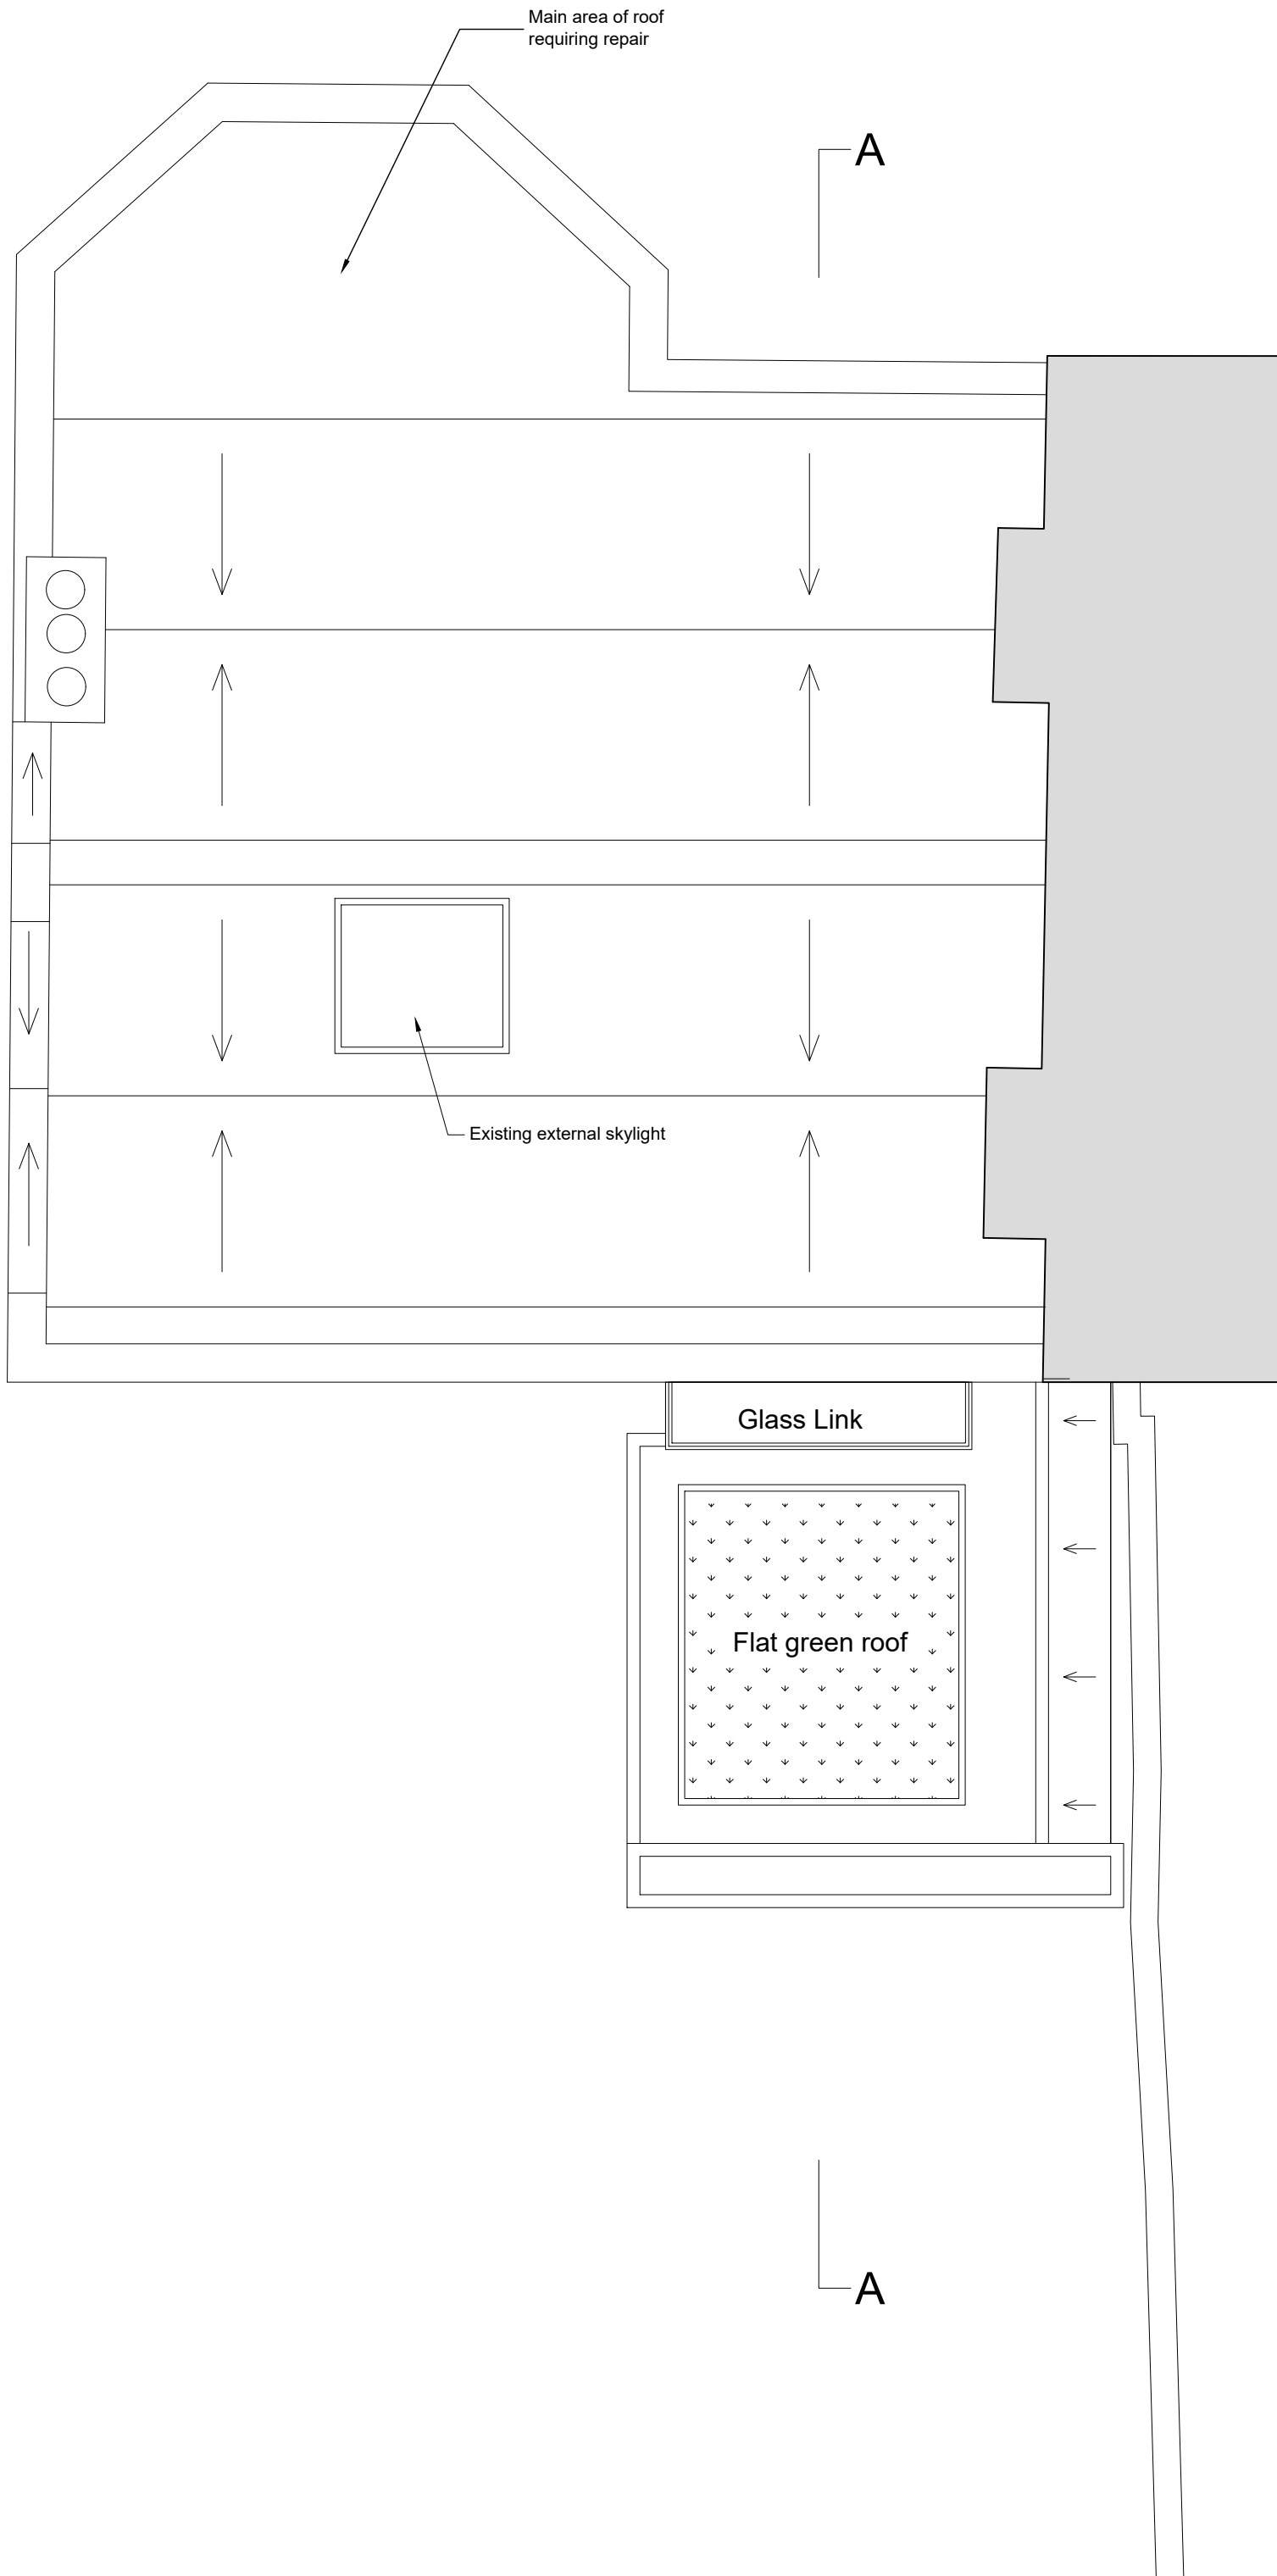 Main area of roof
requiring repair
A
Existing external skylight
Glass Link
Flat green roof
A